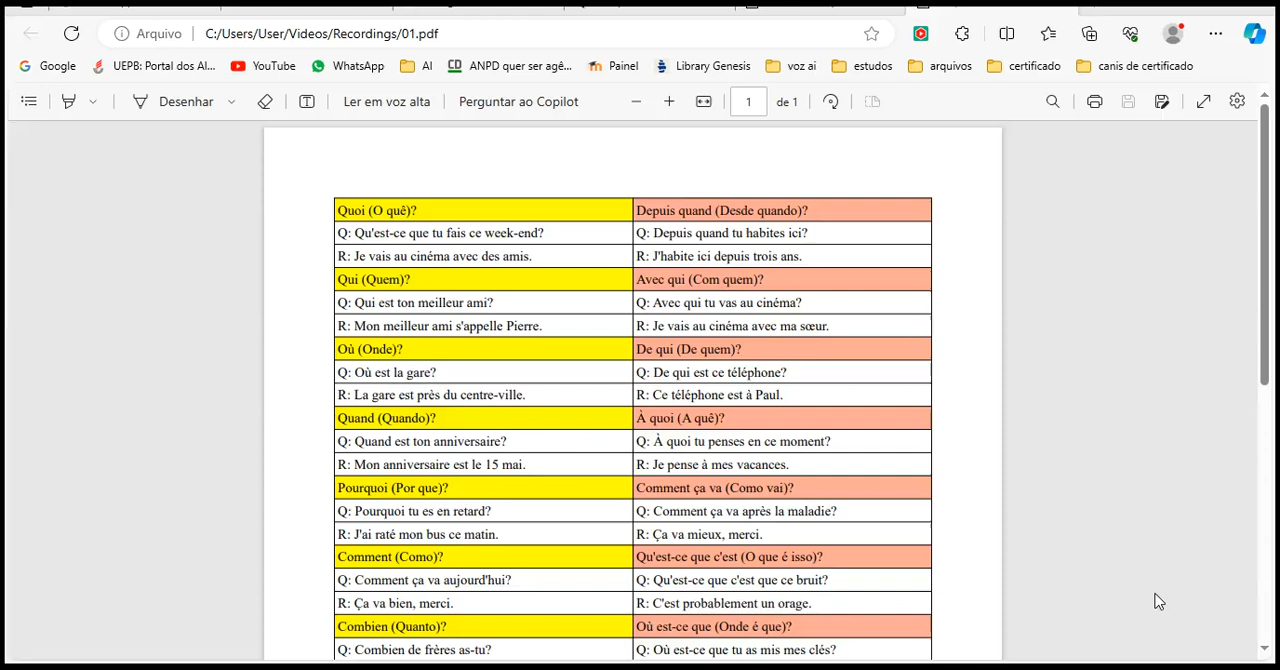 Arquivo C:/Users/User/Videos/Recordings/01.pdf
Google UEPB: Portal dos Al... YouTube WhatsApp AI CD ANPD quer ser agê... Painel Library Genesis voz ai estudos arquivos certificado canis de certificado
Desenhar Ler em voz alta Perguntar ao Copilot 1 de 1
Quoi (O quê)?
Q: Qu'est-ce que tu fais ce week-end?
R: Je vais au cinéma avec des amis.
Qui (Quem)?
Q: Qui est ton meilleur ami?
R: Mon meilleur ami s'appelle Pierre.
Où (Onde)?
Q: Où est la gare?
R: La gare est près du centre-ville.
Quand (Quando)?
Q: Quand est ton anniversaire?
R: Mon anniversaire est le 15 mai.
Pourquoi (Por que)?
Q: Pourquoi tu es en retard?
R: J'ai raté mon bus ce matin.
Comment (Como)?
Q: Comment ça va aujourd'hui?
R: Ça va bien, merci.
Combien (Quanto)?
Q: Combien de frères as-tu?
Depuis quand (Desde quando)?
Q: Depuis quand tu habites ici?
R: J'habite ici depuis trois ans.
Avec qui (Com quem)?
Q: Avec qui tu vas au cinéma?
R: Je vais au cinéma avec ma sœur.
De qui (De quem)?
Q: De qui est ce téléphone?
R: Ce téléphone est à Paul.
À quoi (A quê)?
Q: À quoi tu penses en ce moment?
R: Je pense à mes vacances.
Comment ça va (Como vai)?
Q: Comment ça va après la maladie?
R: Ça va mieux, merci.
Qu'est-ce que c'est (O que é isso)?
Q: Qu'est-ce que c'est que ce bruit?
R: C'est probablement un orage.
Où est-ce que (Onde é que)?
Q: Où est-ce que tu as mis mes clés?